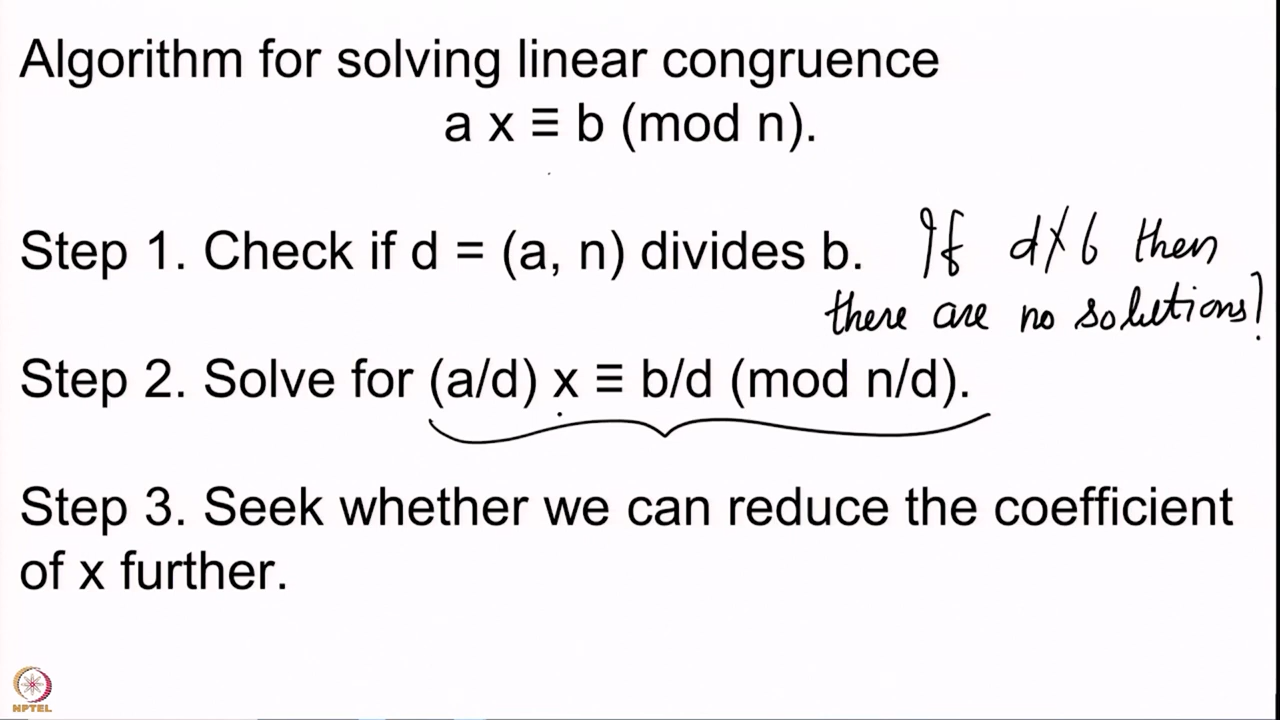 Algorithm for solving linear congruence
a x ≡ b (mod n).
Step 1. Check if d = (a, n) divides b. If d∤b then
there are no solutions!
Step 2. Solve for (a/d) x ≡ b/d (mod n/d).
Step 3. Seek whether we can reduce the coefficient
of x further.
NPTEL